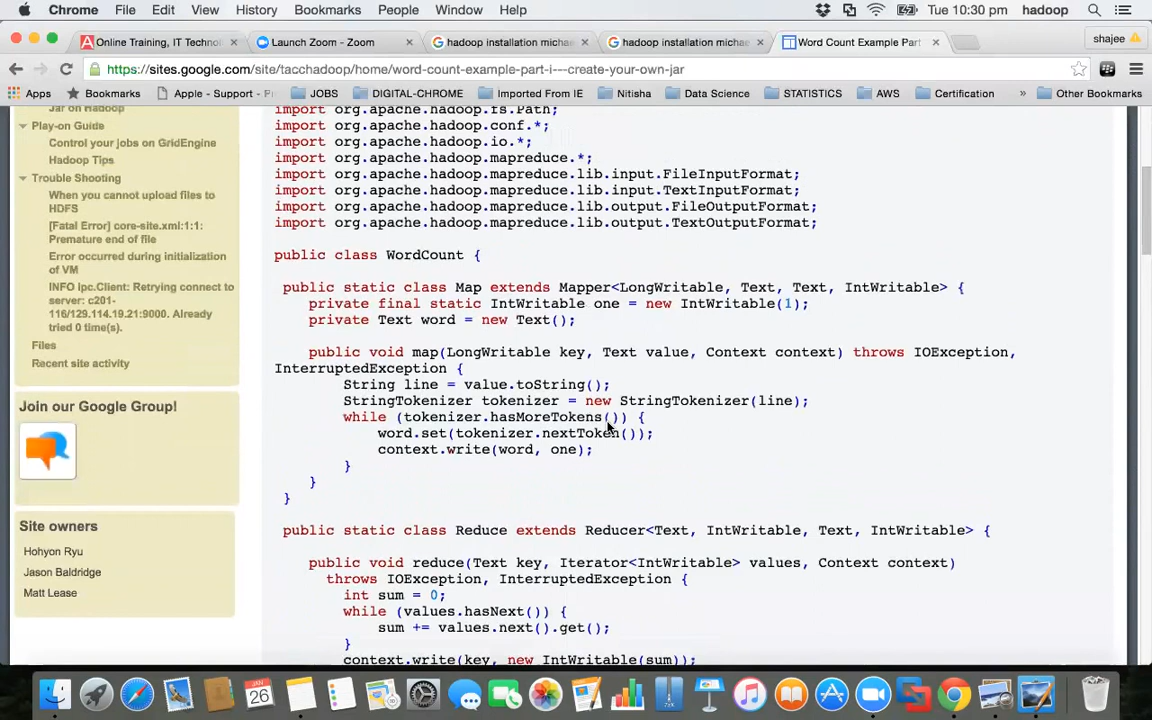 Chrome File Edit View History Bookmarks People Window Help Tue 10:30 pm hadoop
Online Training, IT Techno Launch Zoom - Zoom hadoop installation michae hadoop installation michae Word Count Example Part shajee
https://sites.google.com/site/tacchadoop/home/word-count-example-part-i---create-your-own-jar
Apps Bookmarks Apple - Support - P JOBS DIGITAL-CHROME Imported From IE Nitisha Data Science STATISTICS AWS Certification » Other Bookmarks
Jar on Hadoop
Play-on Guide
Control your jobs on GridEngine
Hadoop Tips
Trouble Shooting
When you cannot upload files to
HDFS
[Fatal Error] core-site.xml:1:1:
Premature end of file
Error occurred during initialization
of VM
INFO ipc.Client: Retrying connect to
server: c201-
116/129.114.19.21:9000. Already
tried 0 time(s).
Files
Recent site activity
Join our Google Group!
Site owners
Hohyon Ryu
Jason Baldridge
Matt Lease
import org.apache.hadoop.fs.Path;
import org.apache.hadoop.conf.*;
import org.apache.hadoop.io.*;
import org.apache.hadoop.mapreduce.*;
import org.apache.hadoop.mapreduce.lib.input.FileInputFormat;
import org.apache.hadoop.mapreduce.lib.input.TextInputFormat;
import org.apache.hadoop.mapreduce.lib.output.FileOutputFormat;
import org.apache.hadoop.mapreduce.lib.output.TextOutputFormat;
public class WordCount {
public static class Map extends Mapper<LongWritable, Text, Text, IntWritable> {
private final static IntWritable one = new IntWritable(1);
private Text word = new Text();
public void map(LongWritable key, Text value, Context context) throws IOException,
InterruptedException {
String line = value.toString();
StringTokenizer tokenizer = new StringTokenizer(line);
while (tokenizer.hasMoreTokens()) {
word.set(tokenizer.nextToken());
context.write(word, one);
}
}
}
public static class Reduce extends Reducer<Text, IntWritable, Text, IntWritable> {
public void reduce(Text key, Iterator<IntWritable> values, Context context)
throws IOException, InterruptedException {
int sum = 0;
while (values.hasNext()) {
sum += values.next().get();
}
context.write(key, new IntWritable(sum));
JAN
26